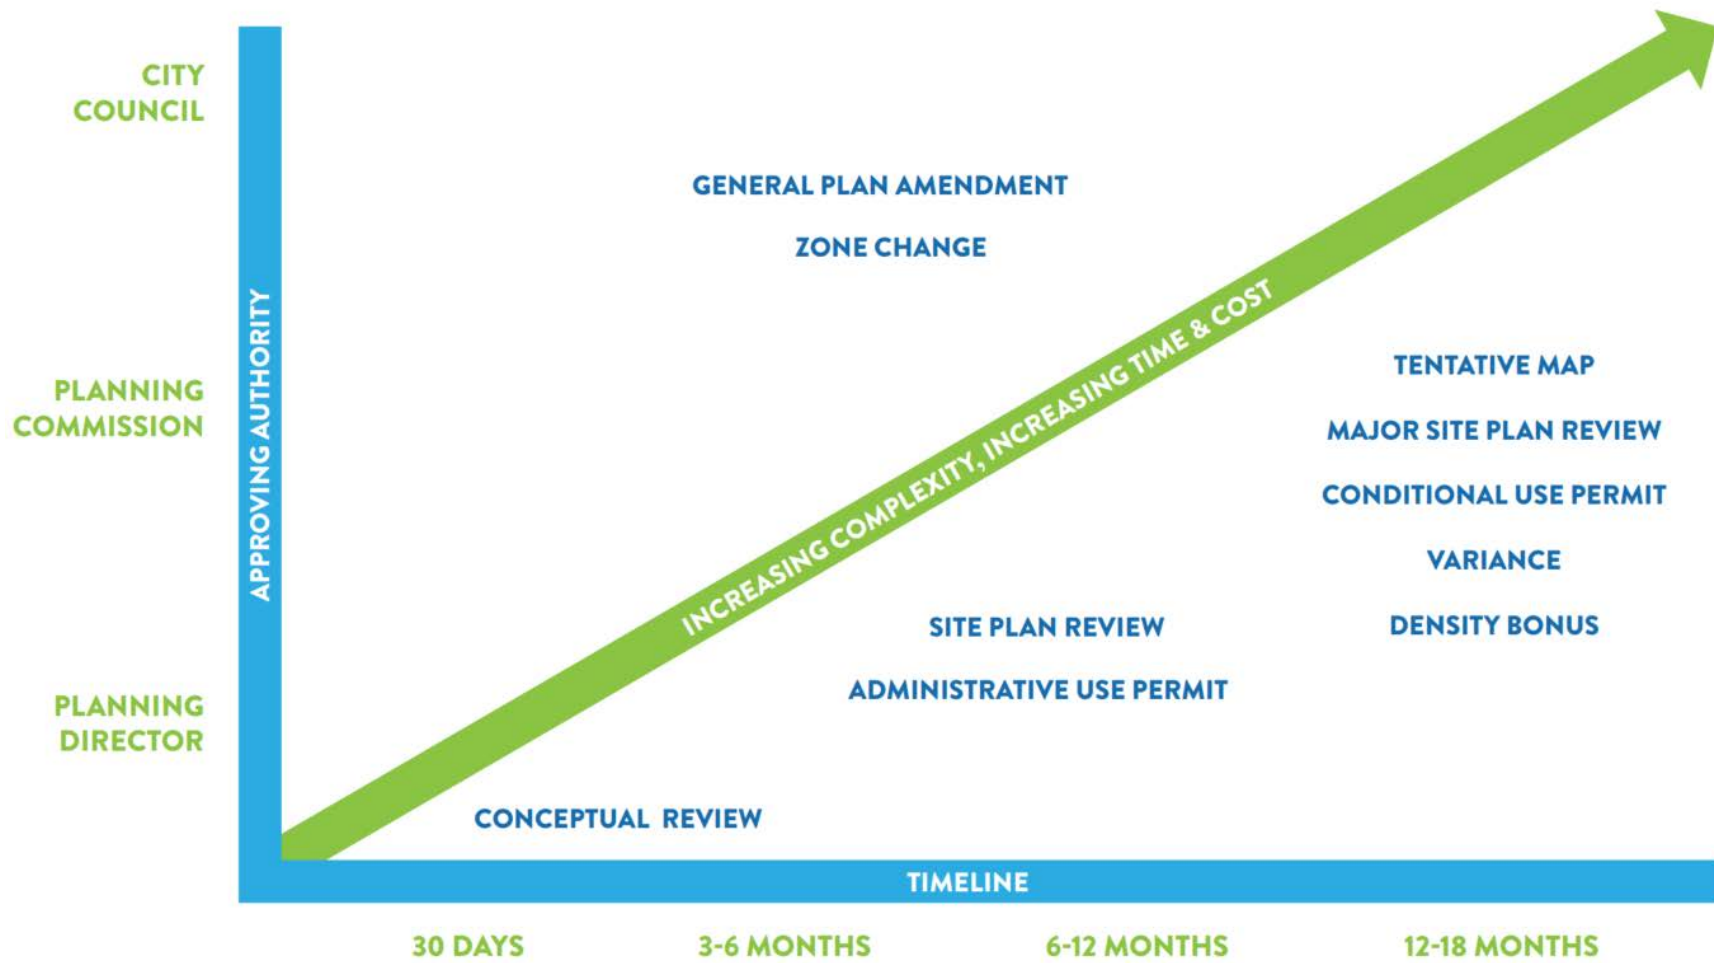 CITY
COUNCIL
GENERAL PLAN AMENDMENT
ZONE CHANGE
APPROVING AUTHORITY
INCREASING COMPLEXITY, INCREASING TIME & COST
PLANNING
COMMISSION
TENTATIVE MAP
MAJOR SITE PLAN REVIEW
CONDITIONAL USE PERMIT
VARIANCE
DENSITY BONUS
SITE PLAN REVIEW
ADMINISTRATIVE USE PERMIT
PLANNING
DIRECTOR
CONCEPTUAL REVIEW
TIMELINE
30 DAYS
3-6 MONTHS
6-12 MONTHS
12-18 MONTHS